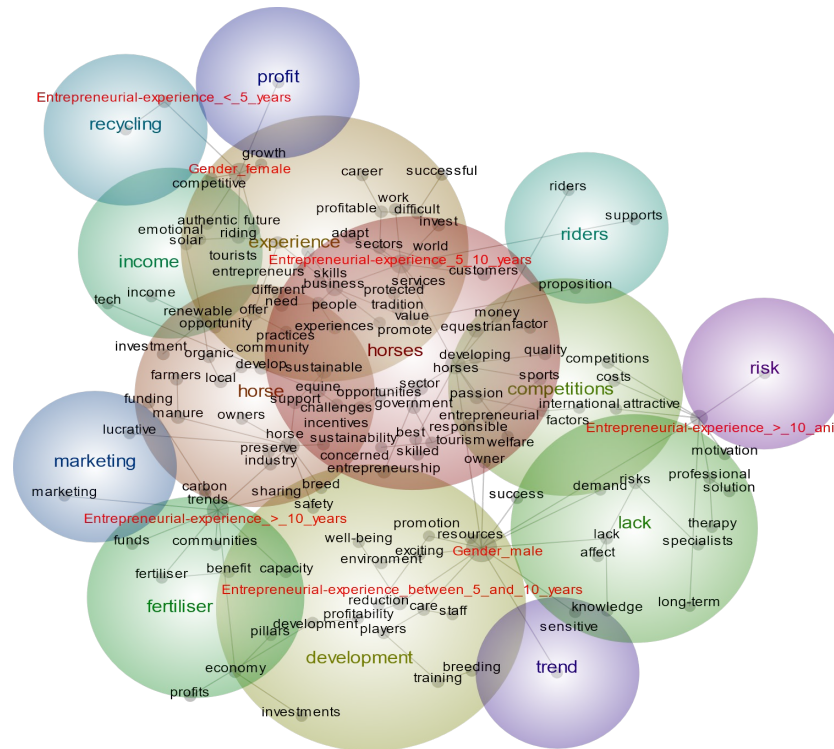 profit
Entrepreneurial-experience_<_5_years
recycling
growth
Gender_female
competitive
career
successful
work
profitable
difficult
invest
riders
supports
riders
authentic future
emotional
solar
riding
experience
adapt
sectors
world
income
tourists
entrepreneurs
Entrepreneurial-experience_5_10_years
skills
business
services
customers
proposition
tech
income
different
need
protected
people
tradition
renewable
offer
opportunity
value
experiences
promote
money
equestrian
factor
practices
investment
organic
community
horses
developing
quality
competitions
risk
develop
sustainable
horses
farmers
local
sports
costs
horse
equine
sector
competitions
funding
support
opportunities
passion
manure
owners
challenges
government
international
attractive
entrepreneurial
incentives
responsible
factors
Entrepreneurial-experience_>_10_ani
lucrative
horse
sustainability
best
tourism
welfare
preserve
skilled
motivation
marketing
industry
concerned
owner
entrepreneurship
professional
carbon
breed
risks
solution
marketing
trends
sharing
success
demand
safety
Entrepreneurial-experience_>_10_years
promotion
lack
therapy
funds
communities
well-being
resources
lack
specialists
exciting
Gender_male
affect
environment
fertiliser
benefit
capacity
Entrepreneurial-experience_between_5_and_10_years
reduction
fertiliser
profitability
care
staff
knowledge
long-term
development
players
sensitive
pillars
development
economy
breeding
trend
training
profits
investments